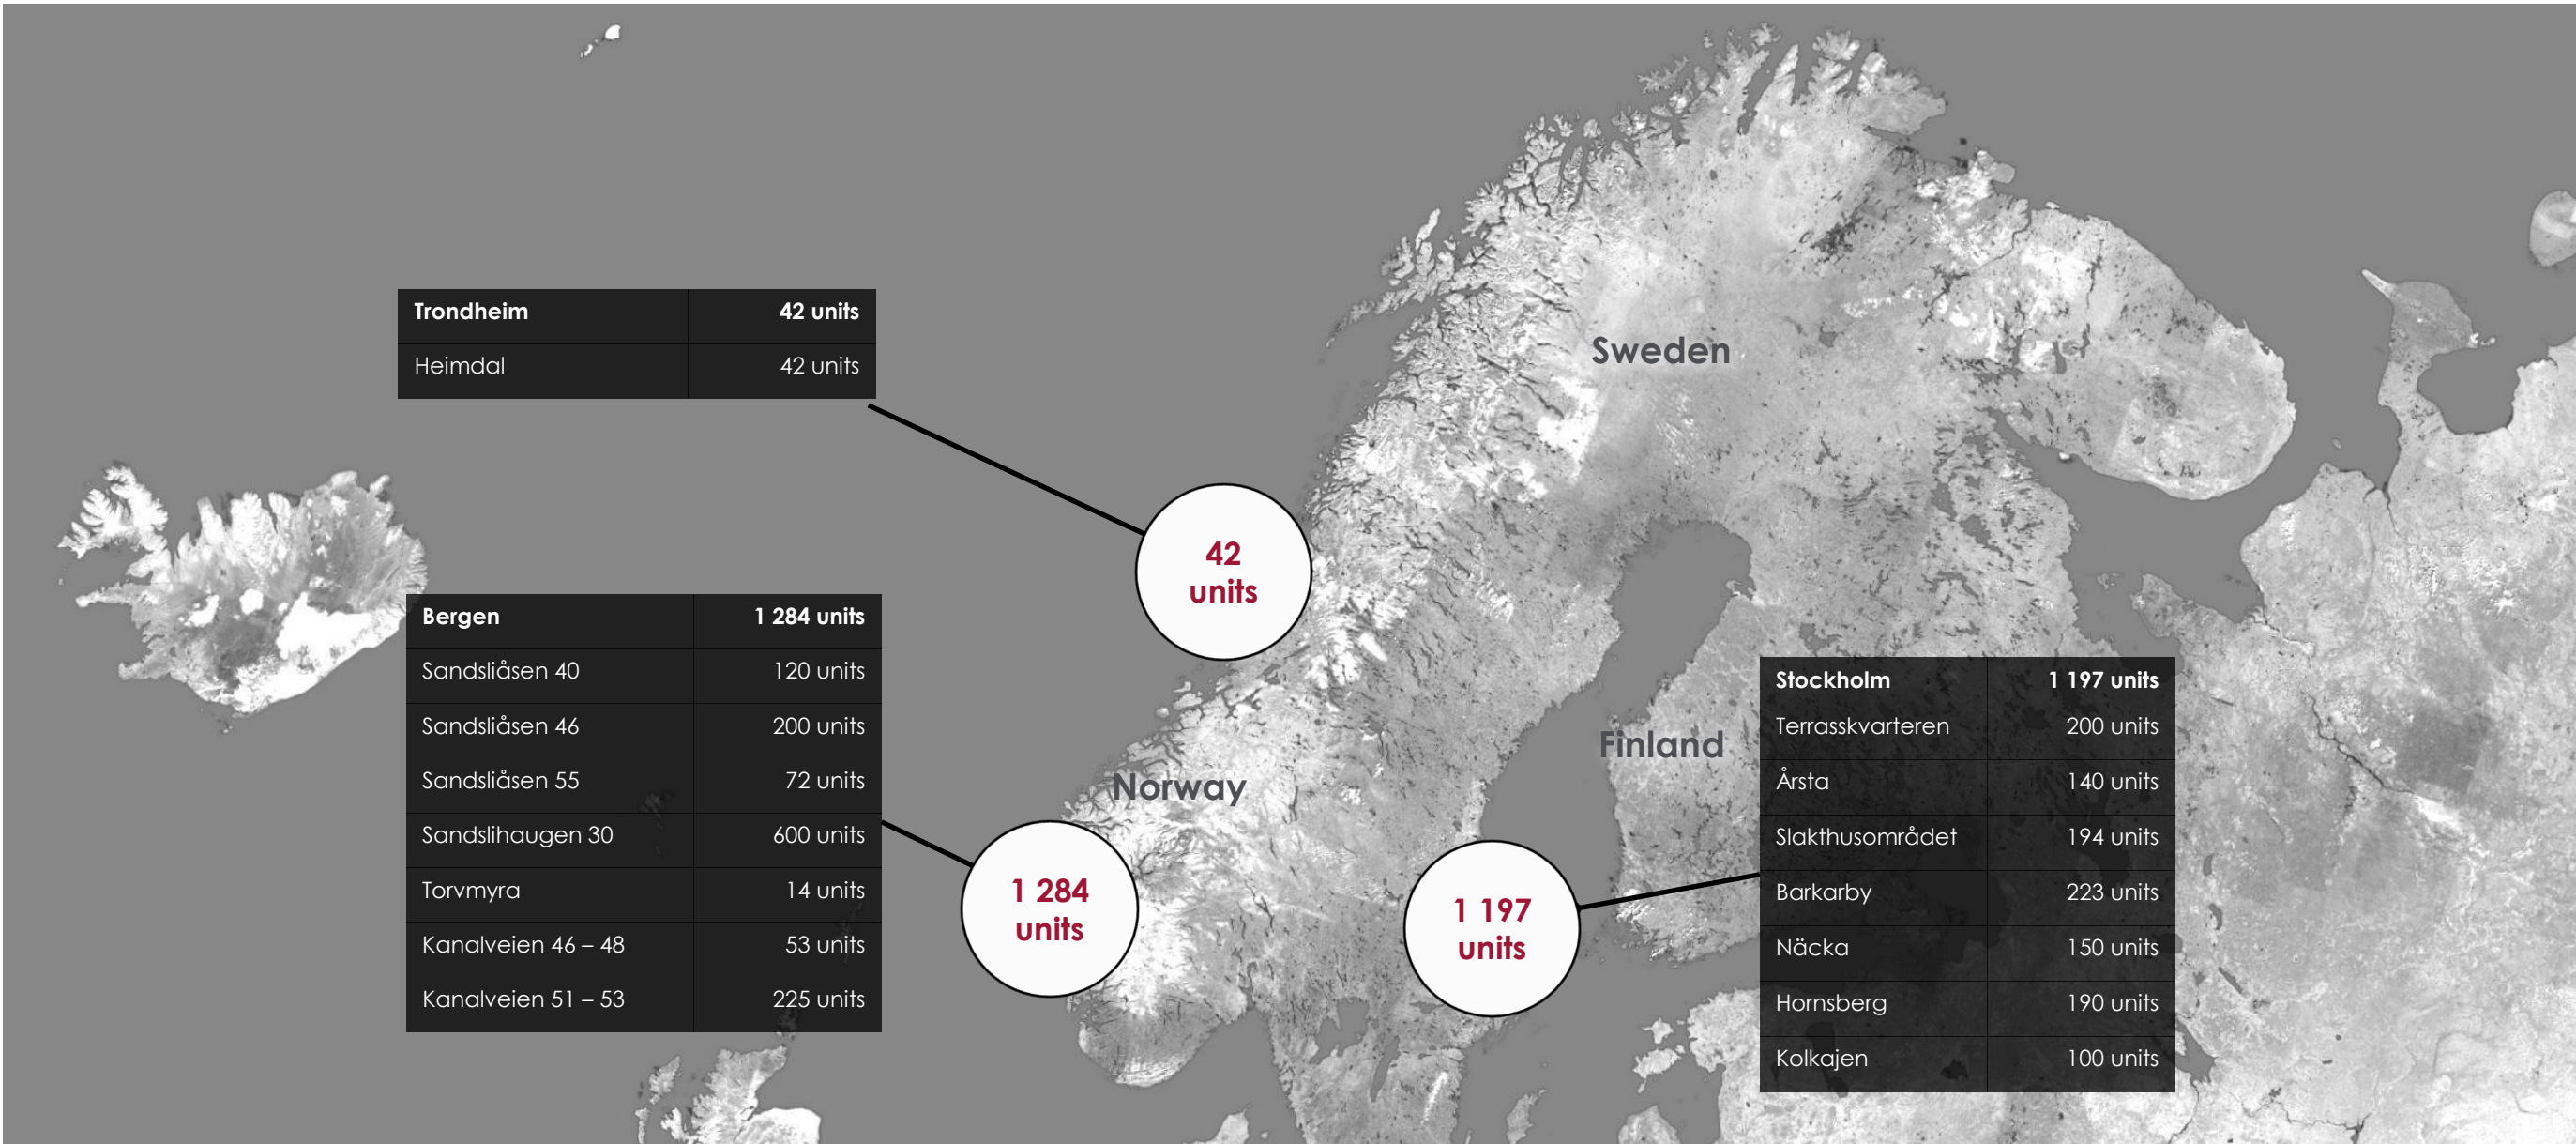 Sweden
Trondheim 42 units
Heimdal 42 units
42
units
Bergen 1 284 units
Sandsliåsen 40 120 units
Sandsliåsen 46 200 units
Sandsliåsen 55 72 units
Sandslihaugen 30 600 units
Torvmyra 14 units
Kanalveien 46 – 48 53 units
Kanalveien 51 – 53 225 units
Norway
1 284
units
Finland
1 197
units
Stockholm 1 197 units
Terrasskvarteren 200 units
Årsta 140 units
Slakthusområdet 194 units
Barkarby 223 units
Näcka 150 units
Hornsberg 190 units
Kolkajen 100 units